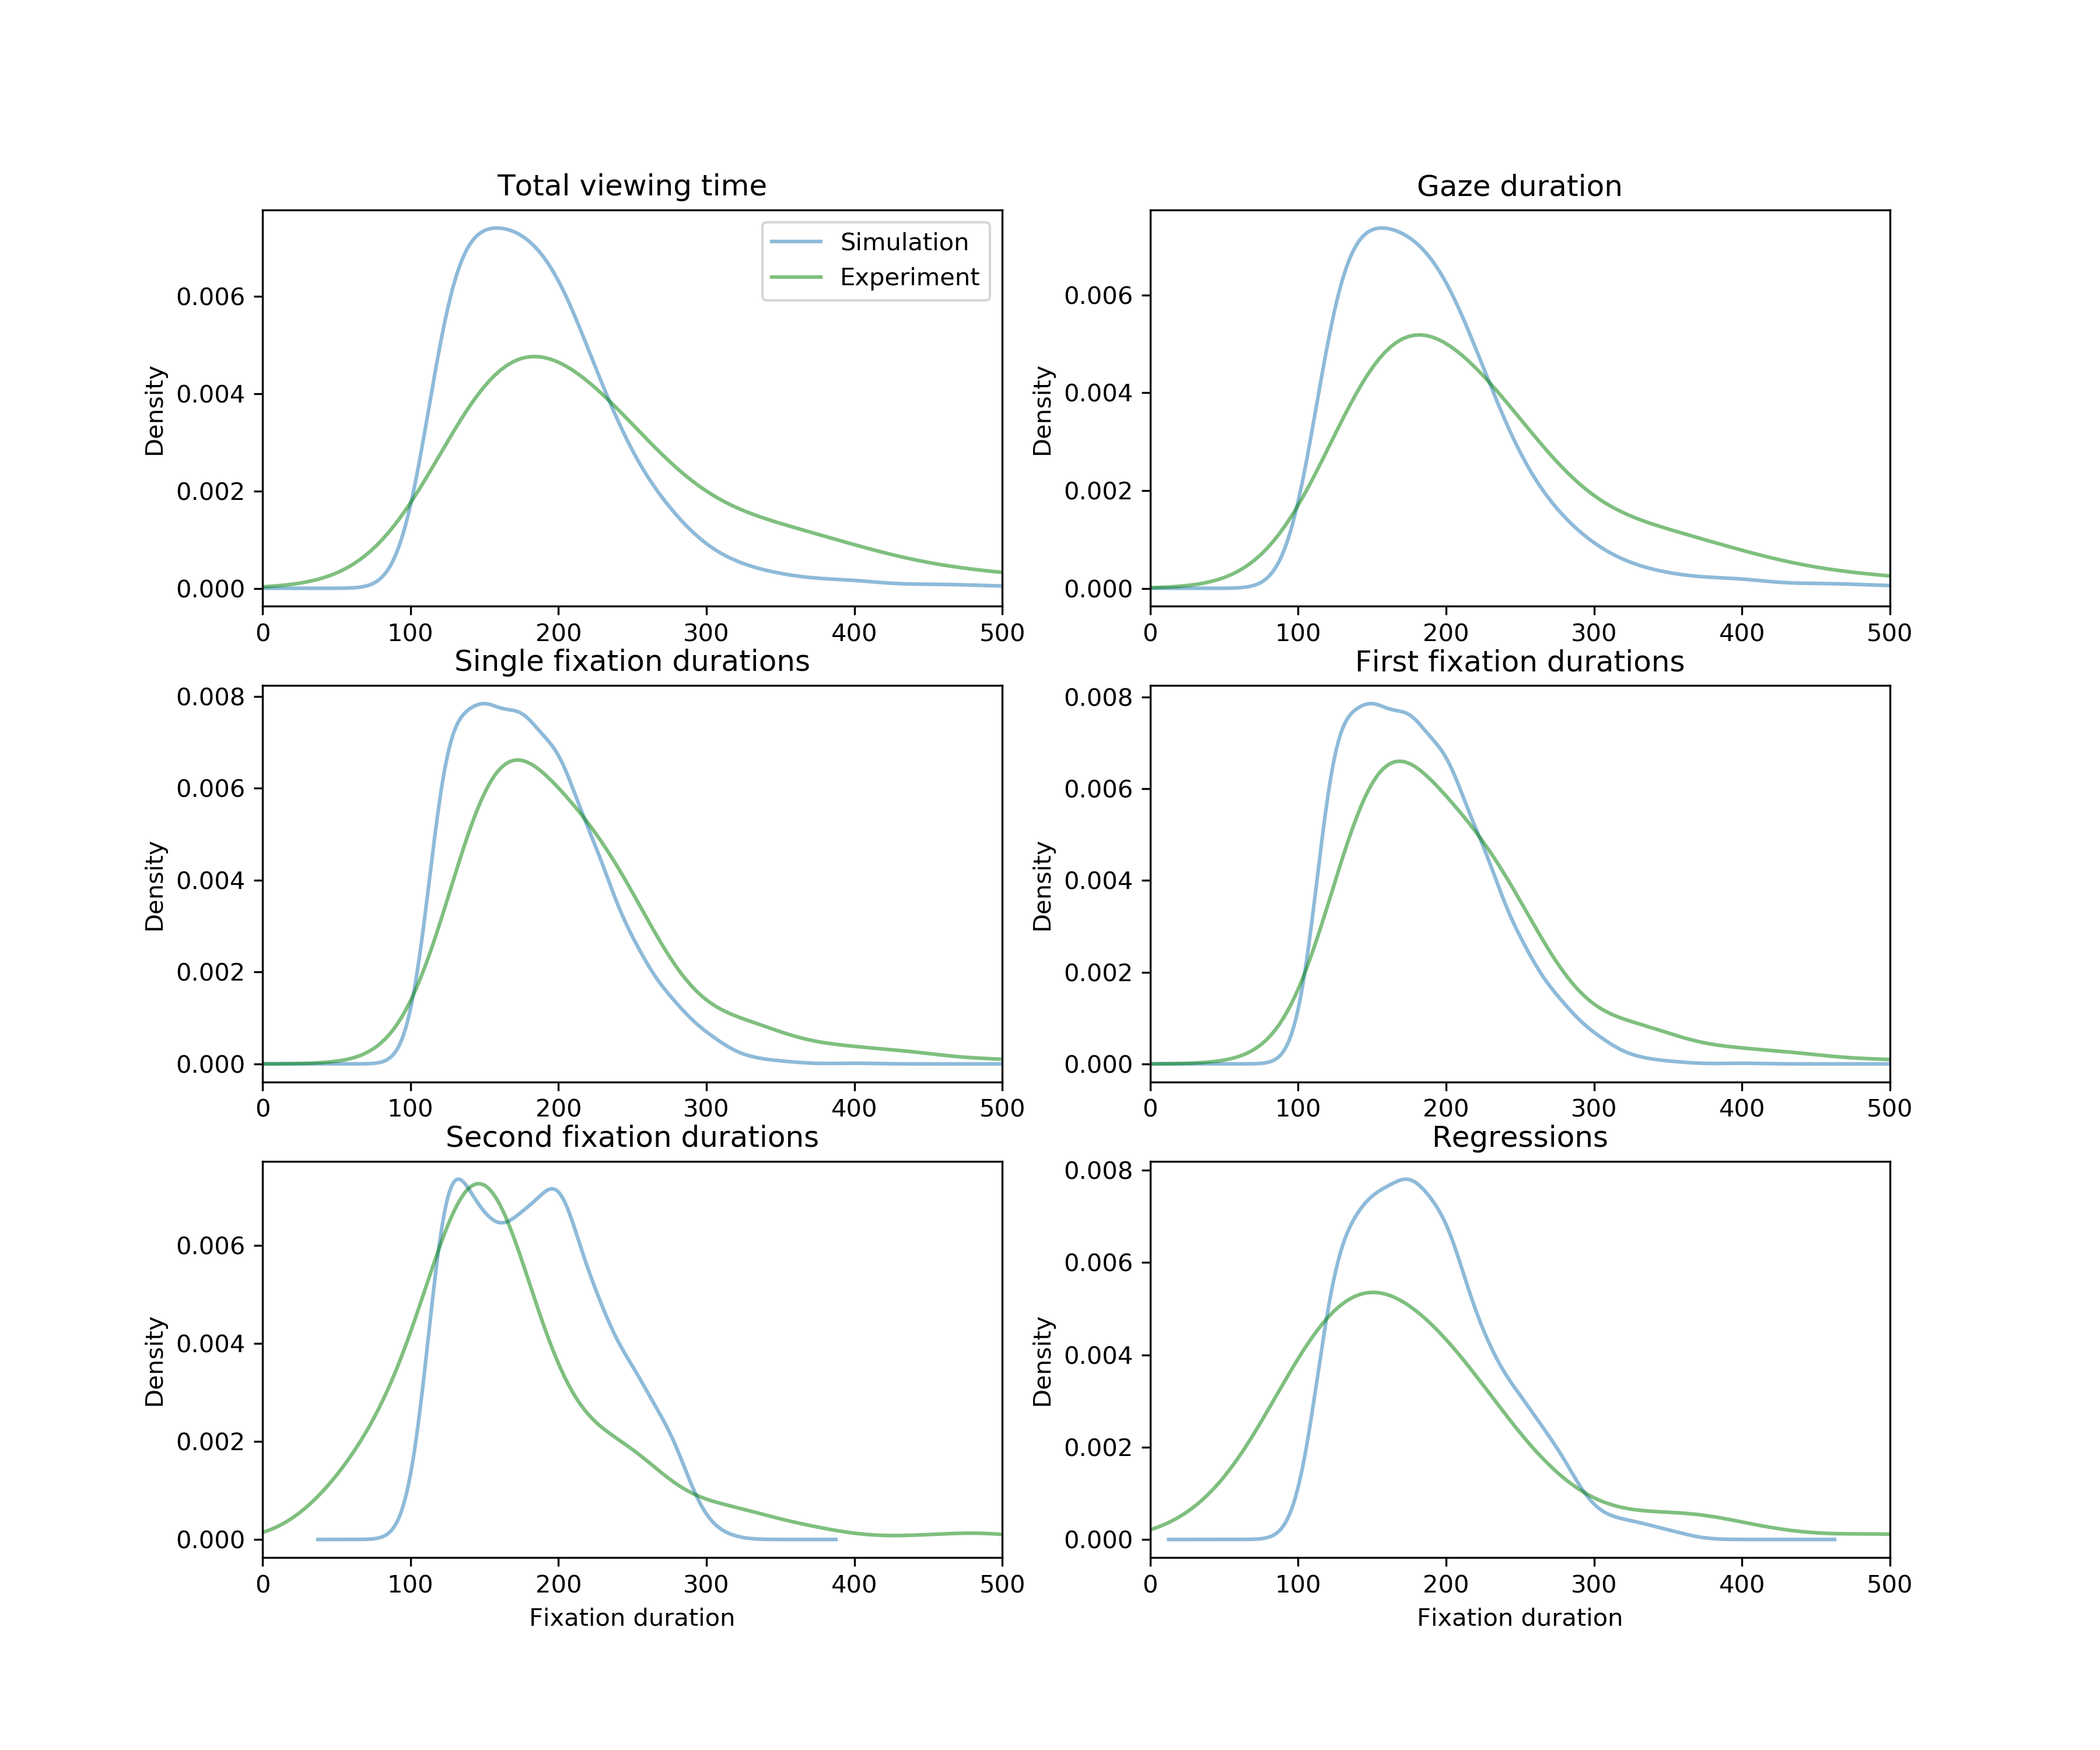 Total viewing time
Density
0.006
0.004
0.002
0.000
Simulation
Experiment
0 100 200 300 400 500
Gaze duration
Density
0.006
0.004
0.002
0.000
0 100 200 300 400 500
Single fixation durations
Density
0.008
0.006
0.004
0.002
0.000
0 100 200 300 400 500
First fixation durations
Density
0.008
0.006
0.004
0.002
0.000
0 100 200 300 400 500
Second fixation durations
Density
0.006
0.004
0.002
0.000
0 100 200 300 400 500
Fixation duration
Regressions
Density
0.008
0.006
0.004
0.002
0.000
0 100 200 300 400 500
Fixation duration